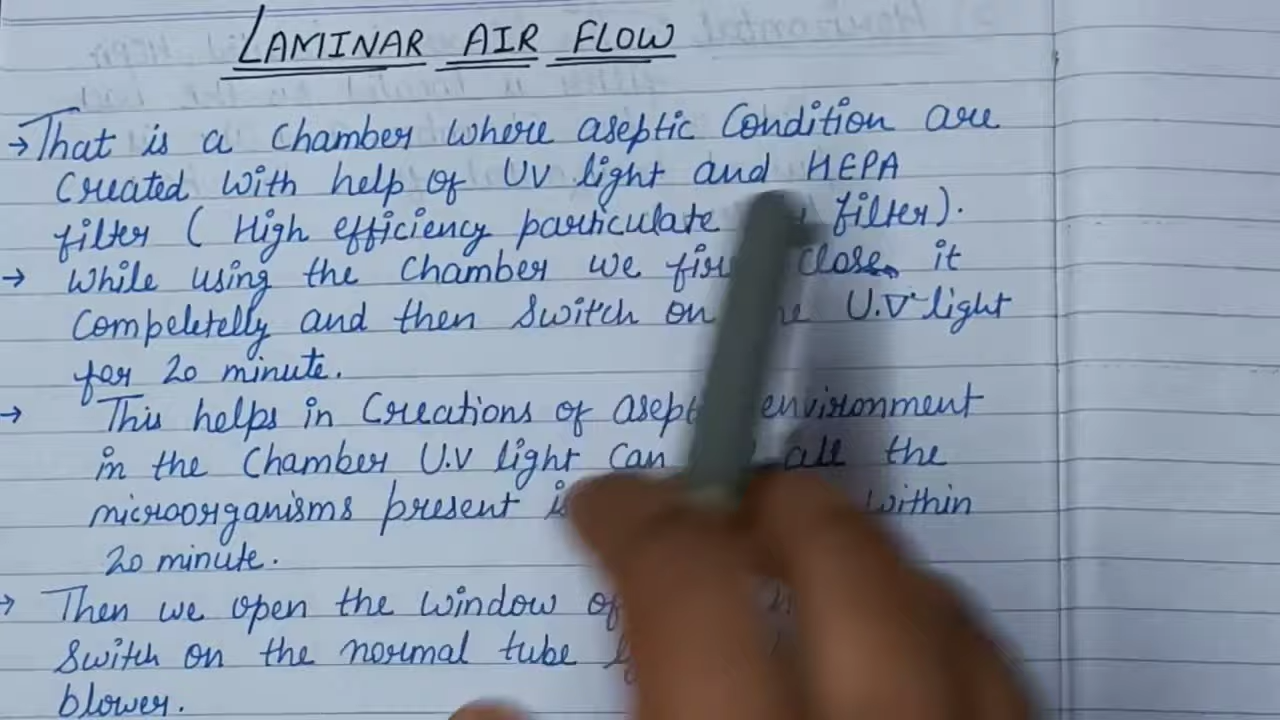 LAMINAR AIR FLOW
→ That is a Chamber where aseptic Condition are
Created with help of UV light and HEPA
filter ( High efficiency particulate filter).
→ While using the Chamber we close it
Compeletelly and then Switch on U.V light
for 20 minute.
→ This helps in Creations of environment
in the Chamber U.V light Can all the
microorganisms present within
20 minute.
→ Then we open the window of
Switch on the normal tube
blower.